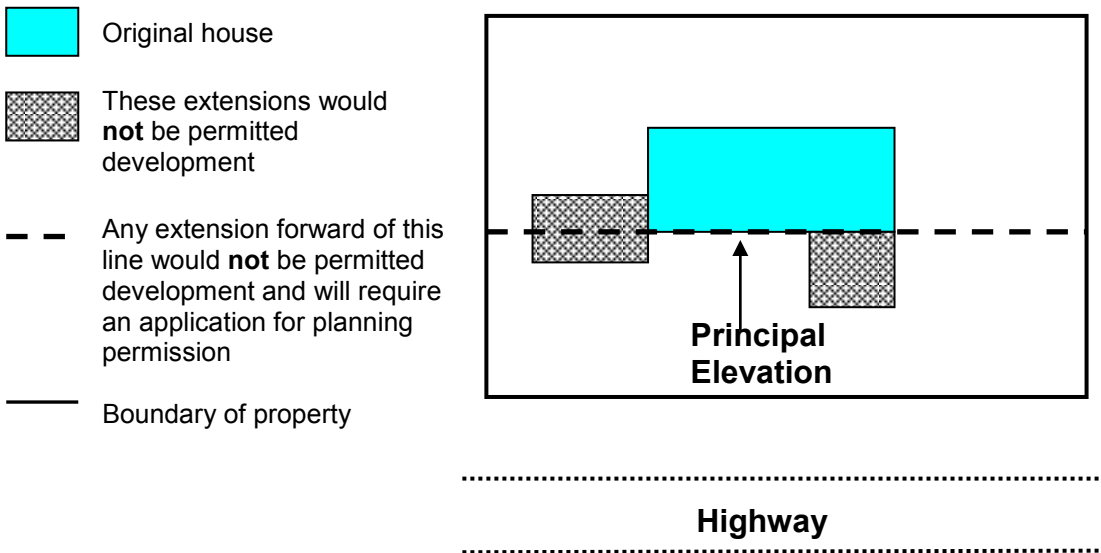 Original house
These extensions would
not be permitted
development
Any extension forward of this
line would not be permitted
development and will require
an application for planning
permission
Boundary of property
Principal
Elevation
Highway